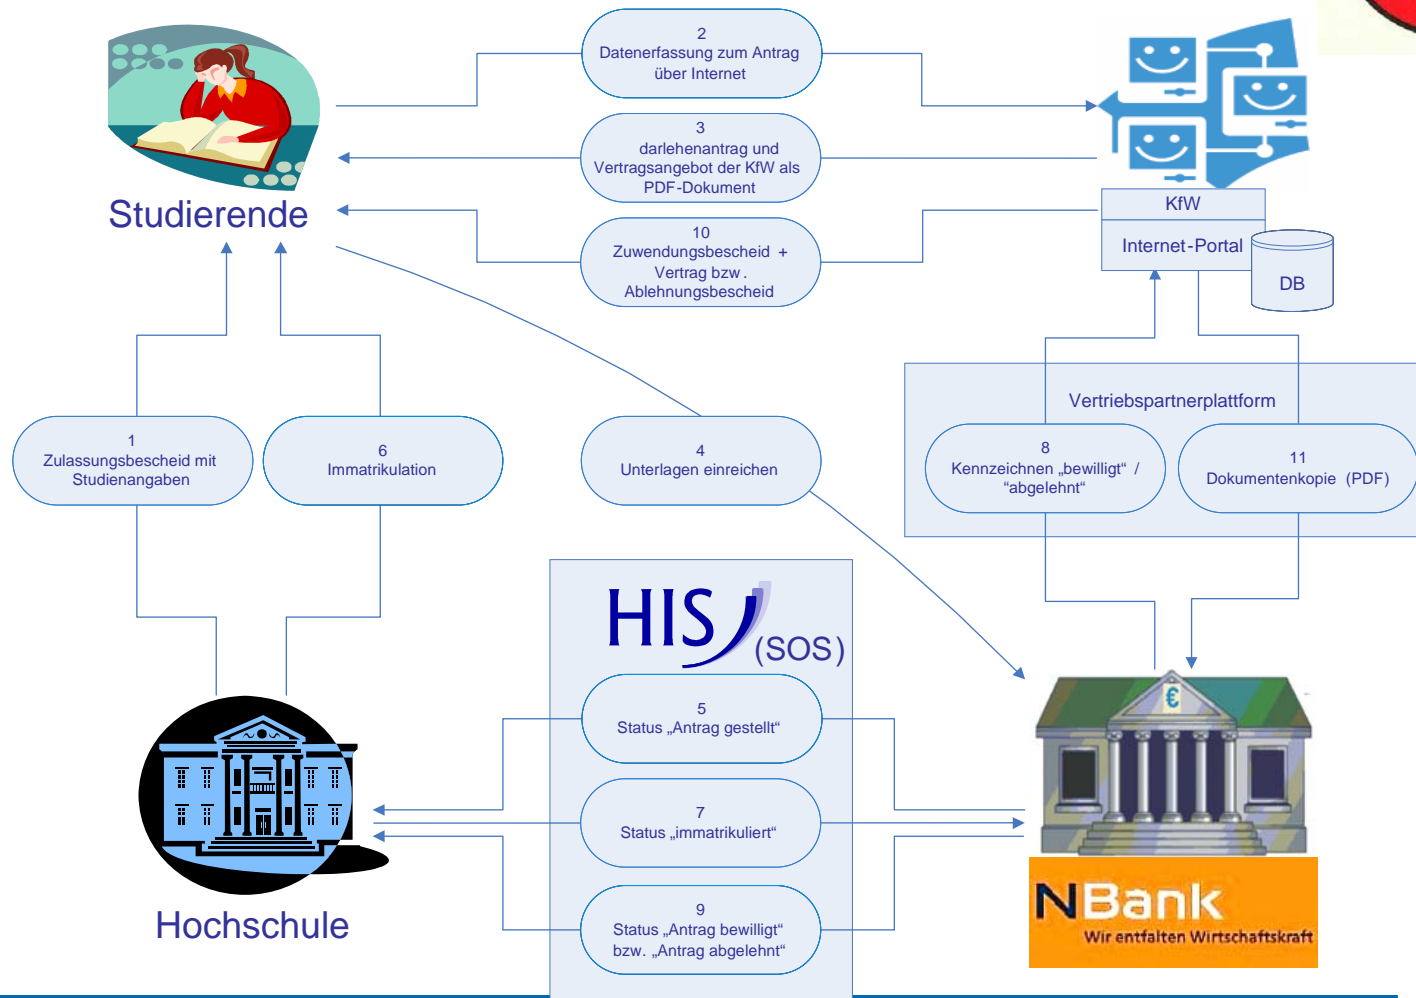 2
Datenerfassung zum Antrag
über Internet
3
darlehenantrag und
Vertragsangebot der KfW als
PDF-Dokument
Studierende
KfW
10
Zuwendungsbescheid +
Vertrag bzw.
Ablehnungsbescheid
Internet-Portal
DB
Vertriebspartnerplattform
1
Zulassungsbescheid mit
Studienangaben
6
Immatrikulation
4
Unterlagen einreichen
8
Kennzeichnen „bewilligt“ /
“abgelehnt“
11
Dokumentenkopie (PDF)
HIS
(SOS)
€
5
Status „Antrag gestellt“
7
Status „immatrikuliert“
9
Status „Antrag bewilligt“
bzw. „Antrag abgelehnt“
Hochschule
NBank
Wir entfalten Wirtschaftskraft